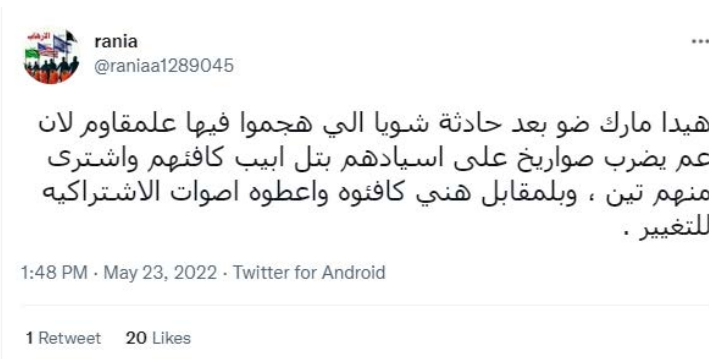 الارهاب
rania
@raniaa1289045
هيدا مارك ضو بعد حادثة شويا الي هجموا فيها علمقاوم لان
عم يضرب صواريخ على اسيادهم بتل ابيب كافئهم واشترى
منهم تين ، وبلمقابل هني كافئوه واعطوه اصوات الاشتراكيه
للتغيير .
1:48 PM · May 23, 2022 · Twitter for Android
1 Retweet 20 Likes